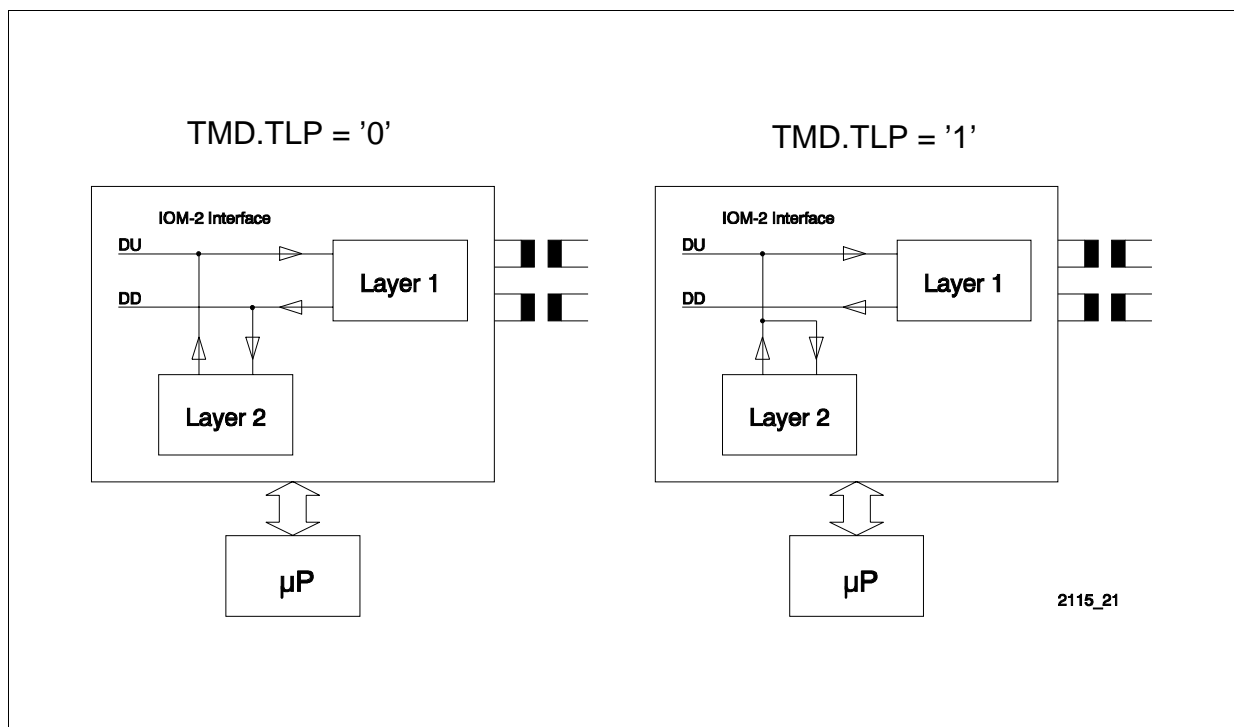 TMD.TLP = ’0’
TMD.TLP = ’1’
IOM-2 Interface
DU
Layer 1
DD
Layer 2
µP
IOM-2 Interface
DU
Layer 1
DD
Layer 2
µP
2115_21